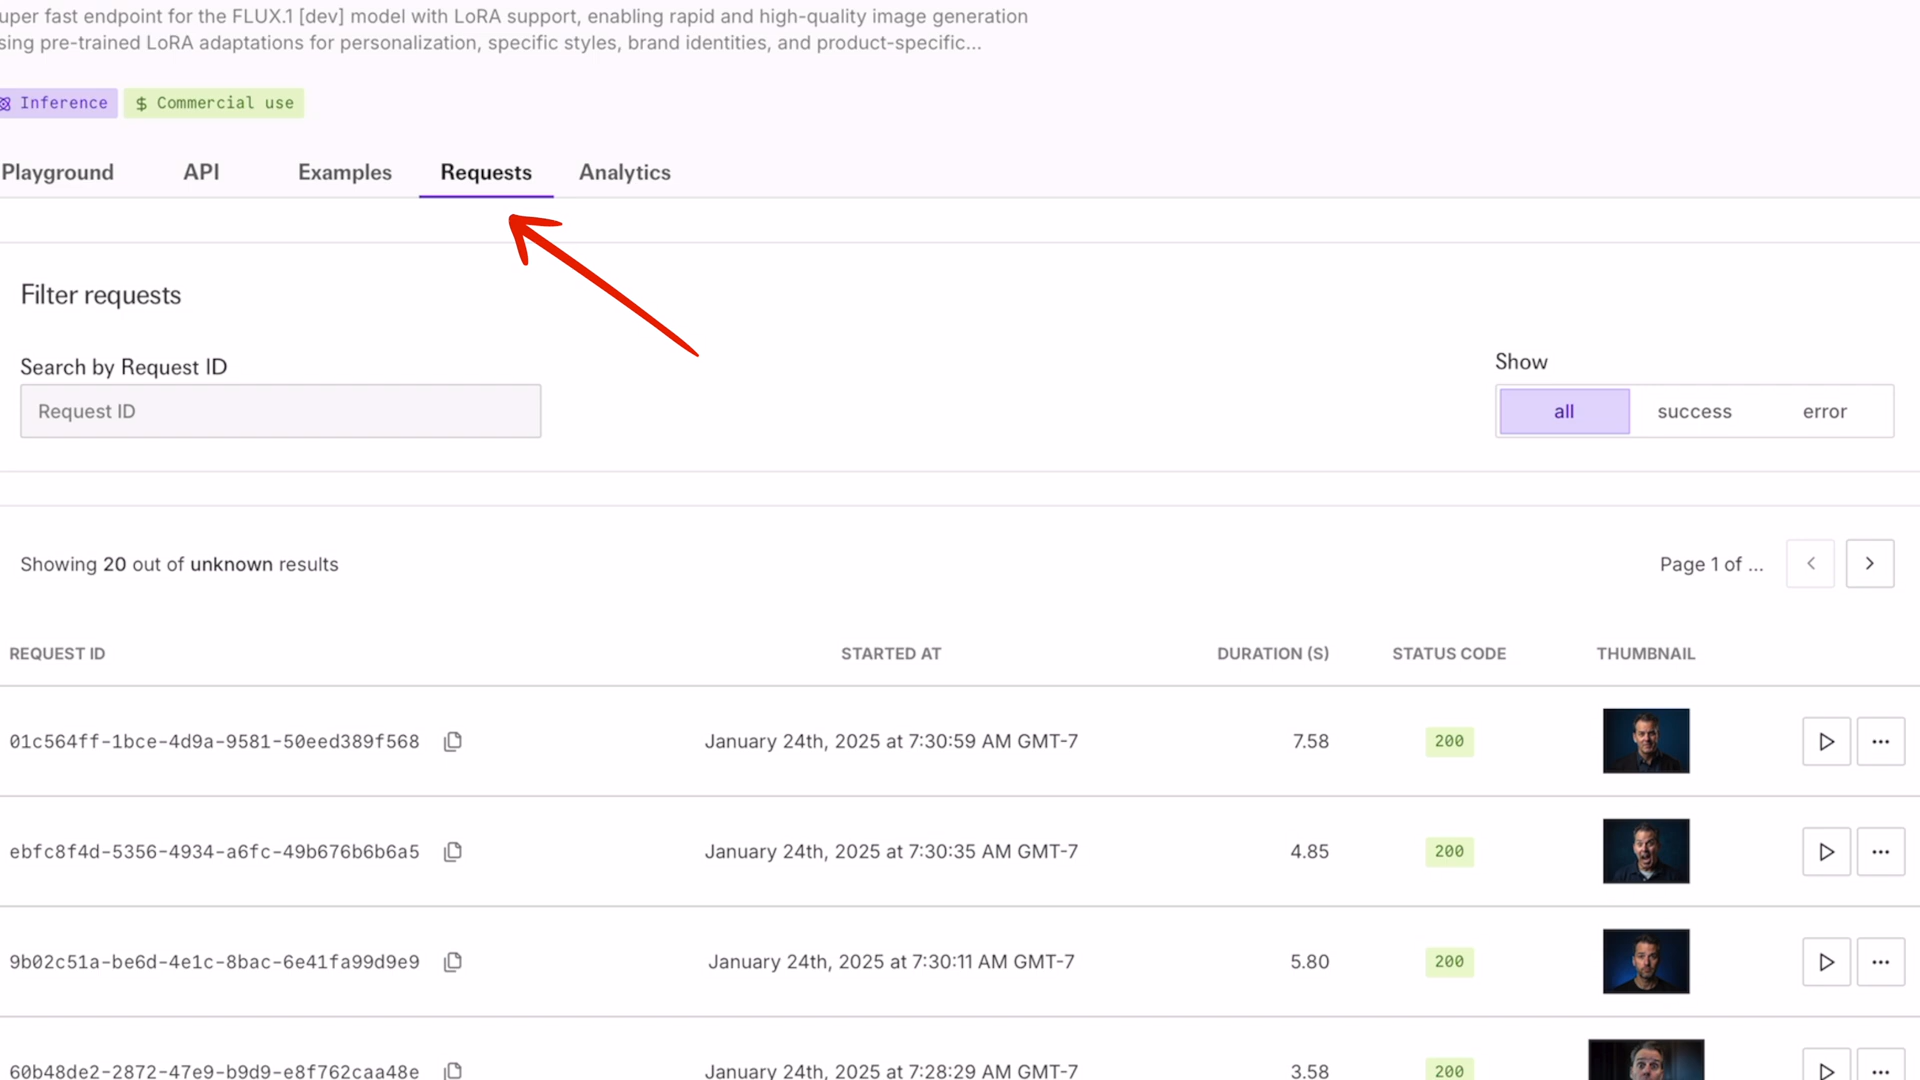 uper fast endpoint for the FLUX.1 [dev] model with LoRA support, enabling rapid and high-quality image generation
sing pre-trained LoRA adaptations for personalization, specific styles, brand identities, and product-specific...
Inference $ Commercial use
Playground API Examples Requests Analytics
Filter requests
Search by Request ID
Show
Request ID
all success error
Showing 20 out of unknown results
Page 1 of ...
REQUEST ID STARTED AT DURATION (S) STATUS CODE THUMBNAIL
01c564ff-1bce-4d9a-9581-50eed389f568 January 24th, 2025 at 7:30:59 AM GMT-7 7.58 200
ebfc8f4d-5356-4934-a6fc-49b676b6b6a5 January 24th, 2025 at 7:30:35 AM GMT-7 4.85 200
9b02c51a-be6d-4e1c-8bac-6e41fa99d9e9 January 24th, 2025 at 7:30:11 AM GMT-7 5.80 200
60b48de2-2872-47e9-b9d9-e8f762caa48e January 24th, 2025 at 7:28:29 AM GMT-7 3.58 200